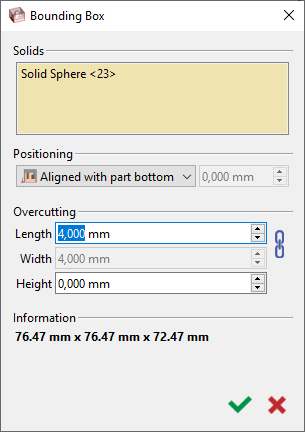 Bounding Box
Solids
Solid Sphere <23>
Positioning
Aligned with part bottom 0,000 mm
Overcutting
Length 4,000 mm
Width 4,000 mm
Height 0,000 mm
Information
76.47 mm x 76.47 mm x 72.47 mm